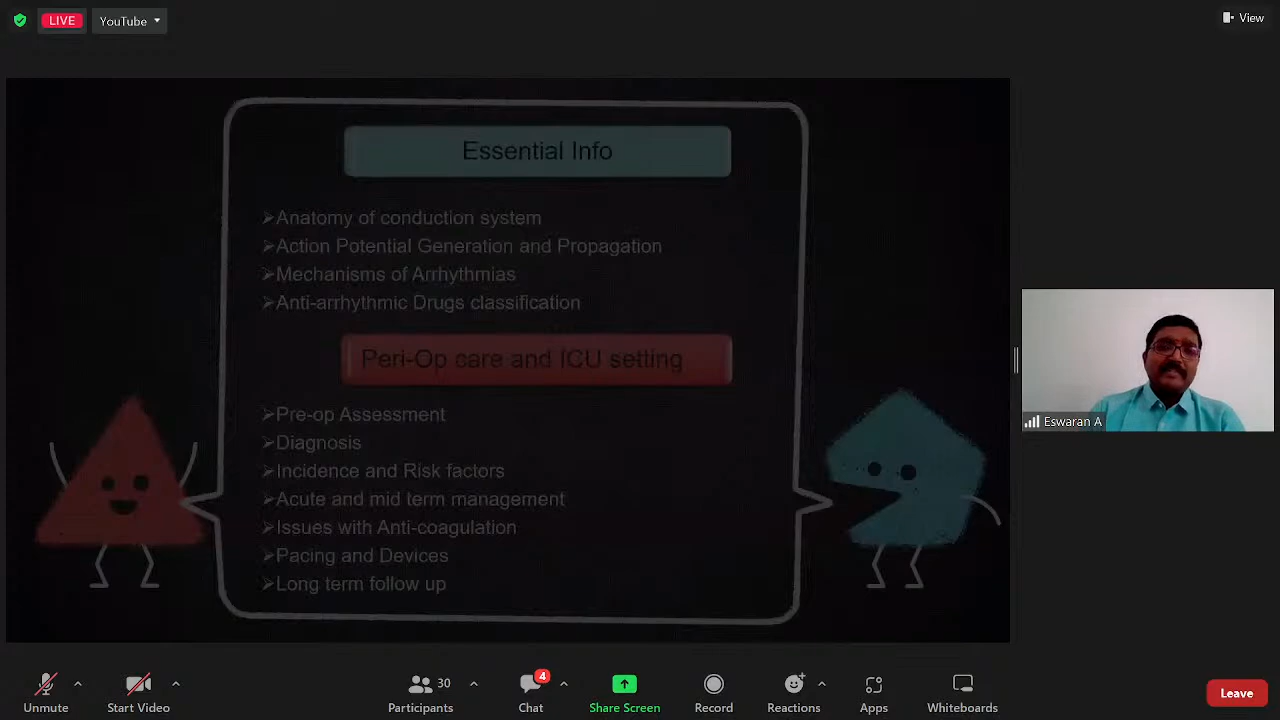 LIVE
YouTube
View
Essential Info
➢Anatomy of conduction system
➢Action Potential Generation and Propagation
➢Mechanisms of Arrhythmias
➢Anti-arrhythmic Drugs classification
Peri-Op care and ICU setting
➢Pre-op Assessment
➢Diagnosis
➢Incidence and Risk factors
➢Acute and mid term management
➢Issues with Anti-coagulation
➢Pacing and Devices
➢Long term follow up
Eswaran A
Unmute
Start Video
30
Participants
4
Chat
Share Screen
Record
Reactions
Apps
Whiteboards
Leave